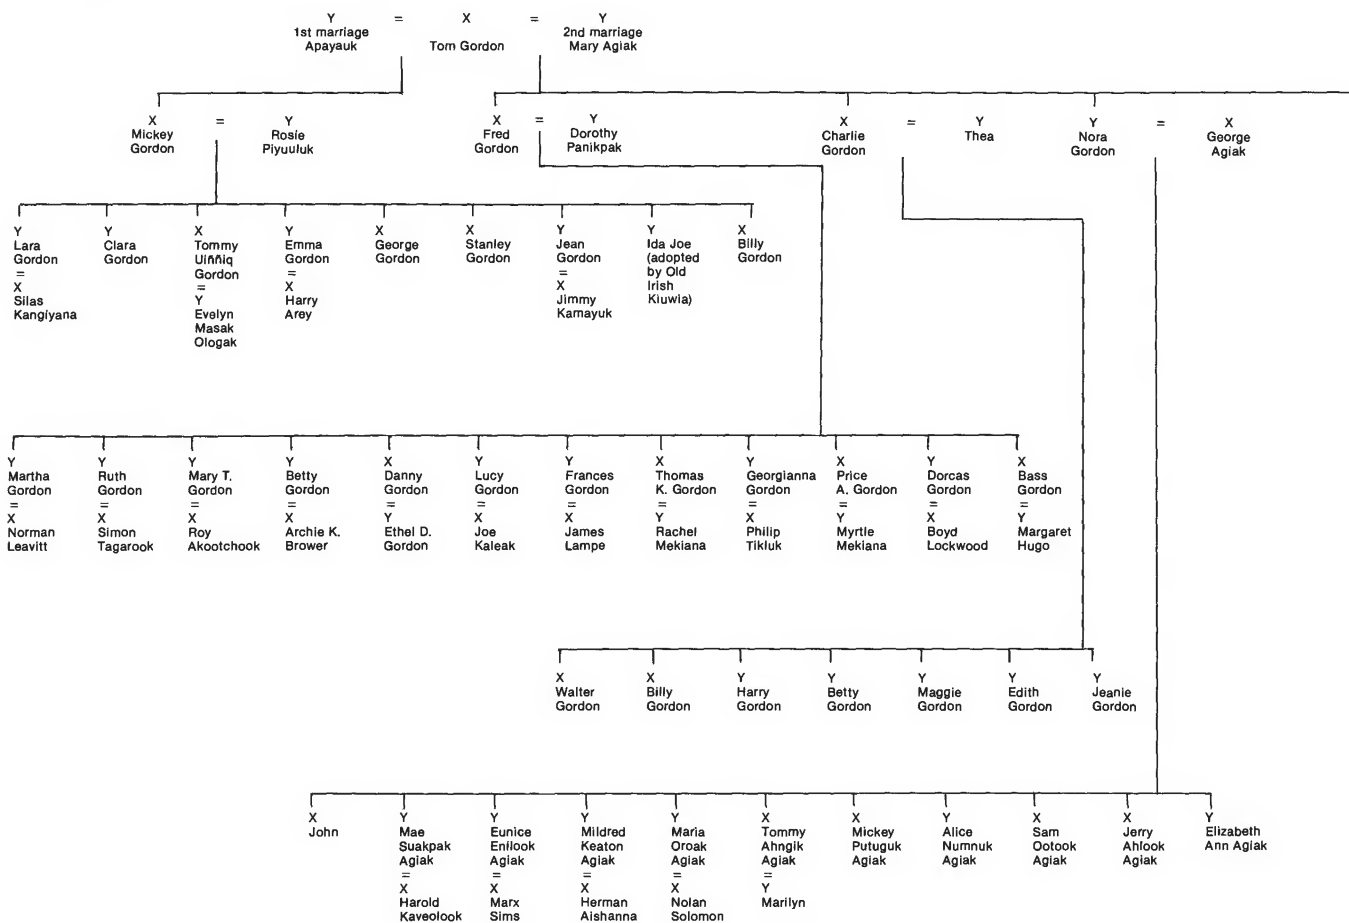 Y
1st marriage
Apayauk
=
X
Tom Gordon
=
Y
2nd marriage
Mary Agiak
X
Mickey
Gordon
=
Y
Rosie
Piyuuluk
X
Fred
Gordon
=
Y
Dorothy
Panikpak
X
Charlie
Gordon
=
Y
Thea
Y
Nora
Gordon
=
X
George
Agiak
Y
Lara
Gordon
=
X
Silas
Kangiyana
Y
Clara
Gordon
X
Tommy
Uiññiq
Gordon
=
Y
Evelyn
Masak
Ologak
Y
Emma
Gordon
=
X
Harry
Arey
X
George
Gordon
X
Stanley
Gordon
Y
Jean
Gordon
=
X
Jimmy
Kamayuk
Y
Ida Joe
(adopted
by Old
Irish
Kiuwia)
X
Billy
Gordon
Y
Martha
Gordon
=
X
Norman
Leavitt
Y
Ruth
Gordon
=
X
Simon
Tagarook
Y
Mary T.
Gordon
=
X
Roy
Akootchook
Y
Betty
Gordon
=
X
Archie K.
Brower
X
Danny
Gordon
=
Y
Ethel D.
Gordon
Y
Lucy
Gordon
=
X
Joe
Kaleak
Y
Frances
Gordon
=
X
James
Lampe
X
Thomas
K. Gordon
=
Y
Rachel
Mekiana
Y
Georgianna
Gordon
=
X
Philip
Tikluk
X
Price
A. Gordon
=
Y
Myrtle
Mekiana
Y
Dorcas
Gordon
=
X
Boyd
Lockwood
X
Bass
Gordon
=
Y
Margaret
Hugo
X
Walter
Gordon
X
Billy
Gordon
Y
Harry
Gordon
Y
Betty
Gordon
Y
Maggie
Gordon
Y
Edith
Gordon
Y
Jeanie
Gordon
X
John
Y
Mae
Suakpak
Agiak
=
X
Harold
Kaveolook
Y
Eunice
Enilook
Agiak
=
X
Marx
Sims
Y
Mildred
Keaton
Agiak
=
X
Herman
Aishanna
Y
Maria
Oroak
Agiak
=
X
Nolan
Solomon
X
Tommy
Ahngik
Agiak
=
Y
Marilyn
X
Mickey
Putuguk
Agiak
Y
Alice
Numnuk
Agiak
X
Sam
Ootook
Agiak
X
Jerry
Ahlook
Agiak
Y
Elizabeth
Ann Agiak